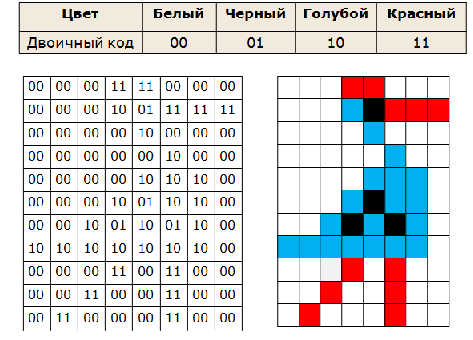 Цвет Белый Черный Голубой Красный
Двоичный код 00 01 10 11
00 00 00 11 11 00 00 00
00 00 00 10 01 11 11 11
00 00 00 00 10 00 00 00
00 00 00 00 00 10 00 00
00 00 00 00 10 10 10 00
00 00 00 10 01 10 10 00
00 00 10 01 10 01 10 00
10 10 10 10 10 10 10 00
00 00 00 11 00 11 00 00
00 00 11 00 00 11 00 00
00 11 00 00 00 11 00 00